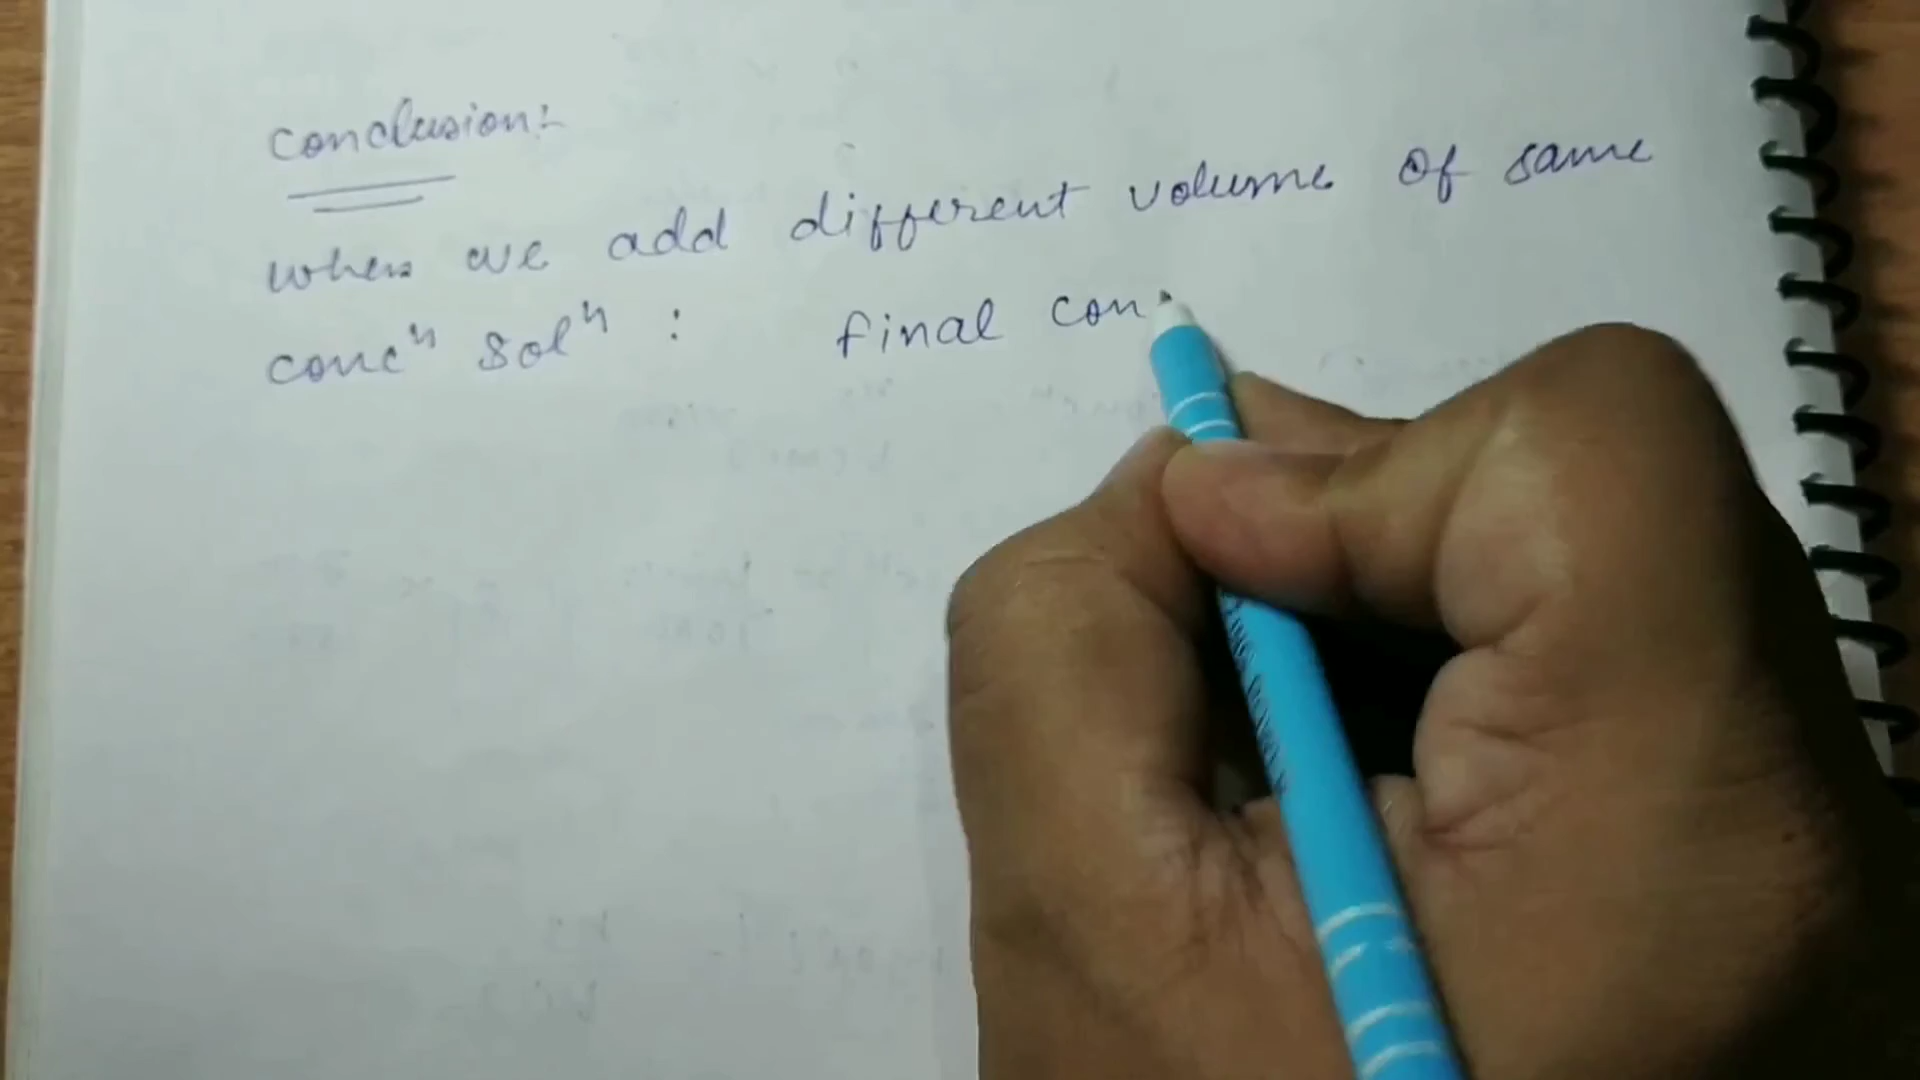 conclusion:-
when we add different volume of same
concⁿ solⁿ : final con